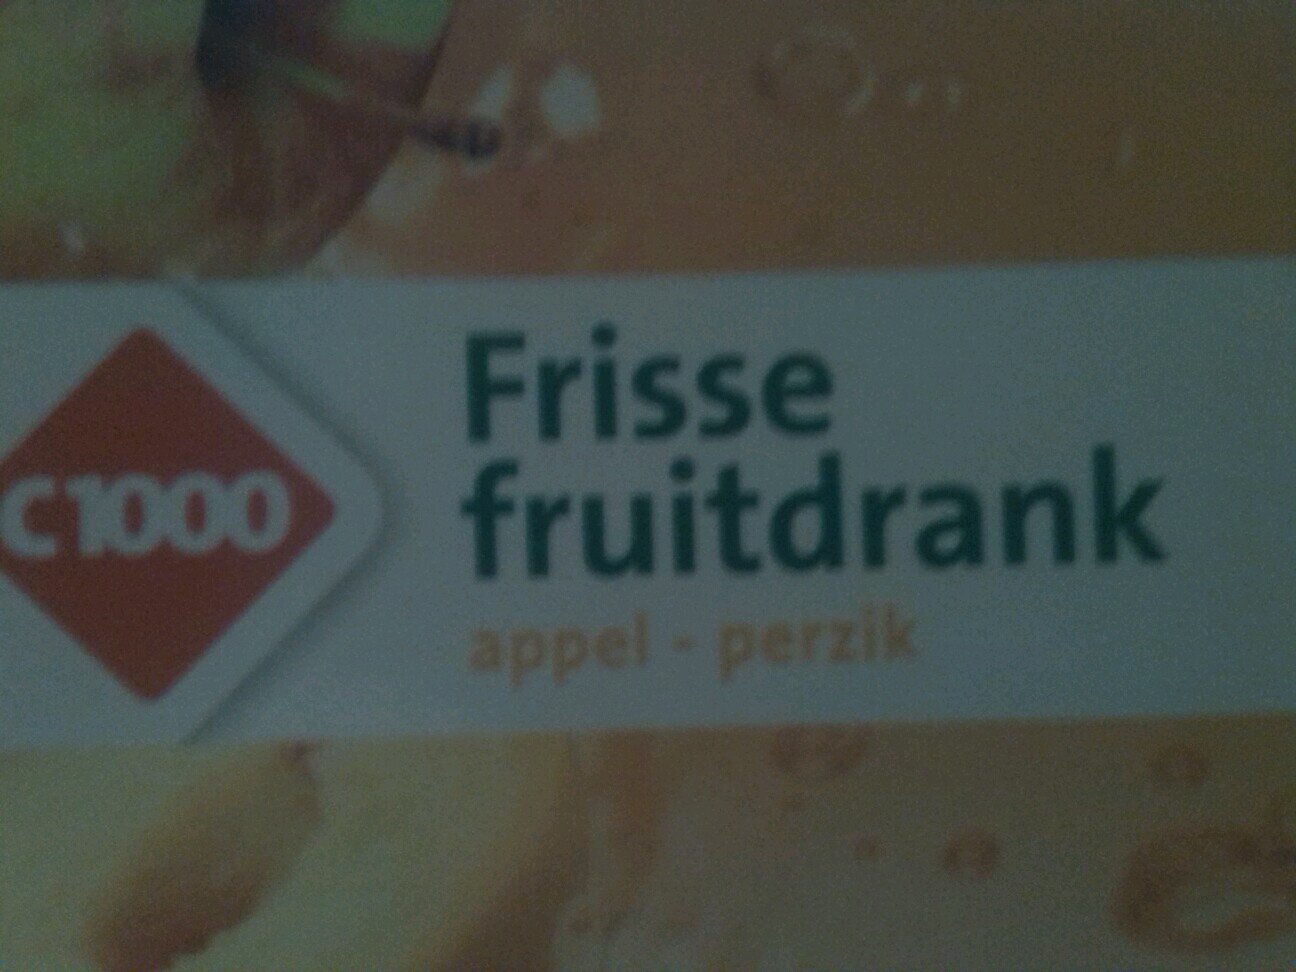 C1000
Frisse
fruitdrank
appel - perzik